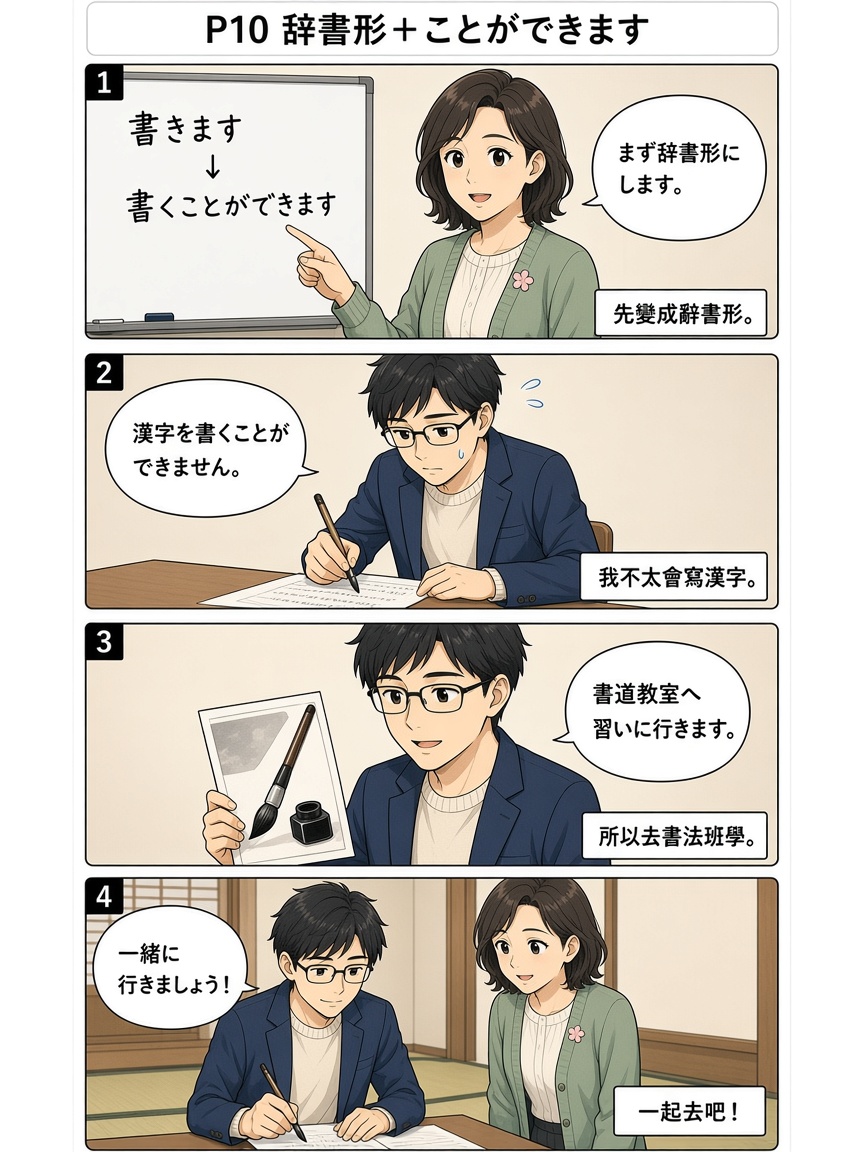 P10 辞書形＋ことができます
1
書きます
↓
書くことができます
まず辞書形に
します。
先變成辭書形。
2
漢字を書くことが
できません。
我不太會寫漢字。
3
書道教室へ
習いに行きます。
所以去書法班學。
4
一緒に
行きましょう！
一起去吧！